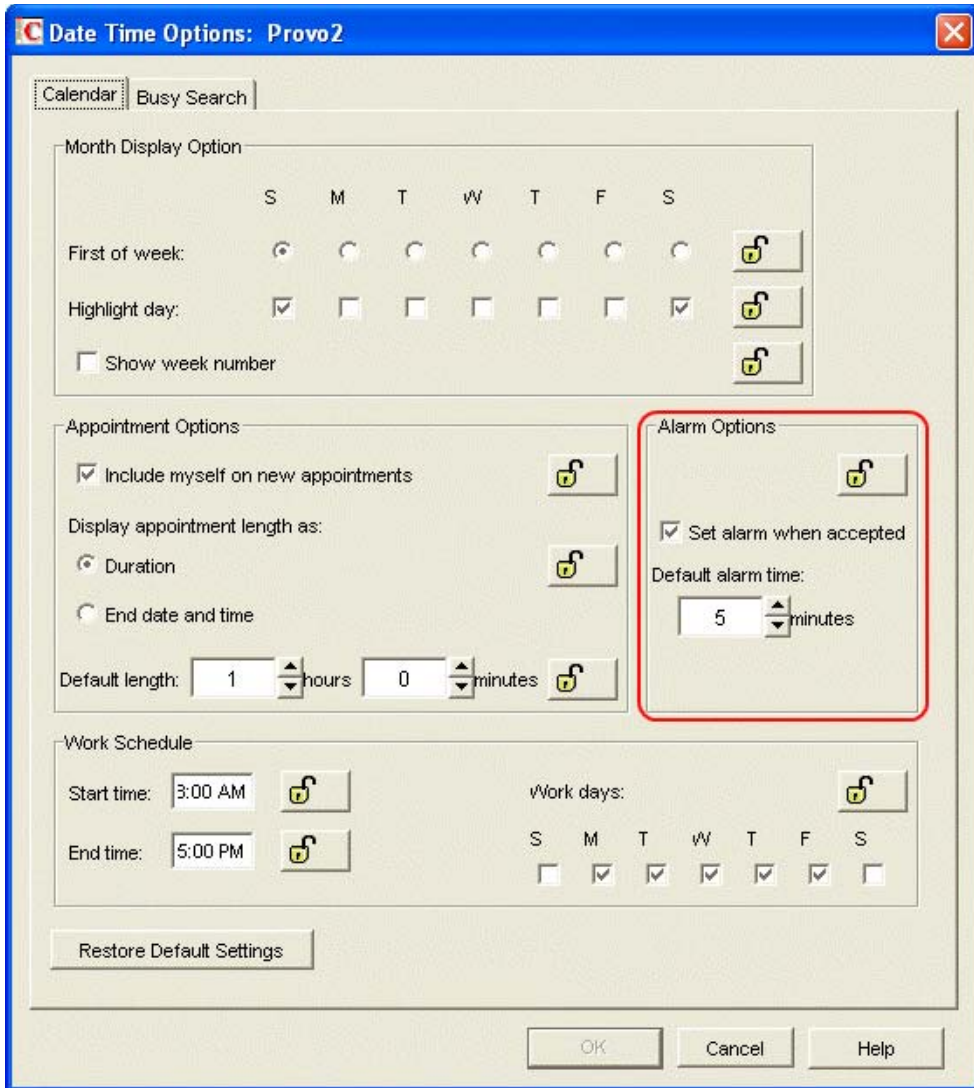 Date Time Options: Provo2
Calendar
Busy Search
Month Display Option
S M T W T F S
First of week:
Highlight day:
Show week number
Appointment Options
Include myself on new appointments
Display appointment length as:
Duration
End date and time
Default length: 1 hours 0 minutes
Alarm Options
Set alarm when accepted
Default alarm time:
5 minutes
Work Schedule
Start time: 8:00 AM
End time: 5:00 PM
Work days:
S M T W T F S
Restore Default Settings
OK
Cancel
Help